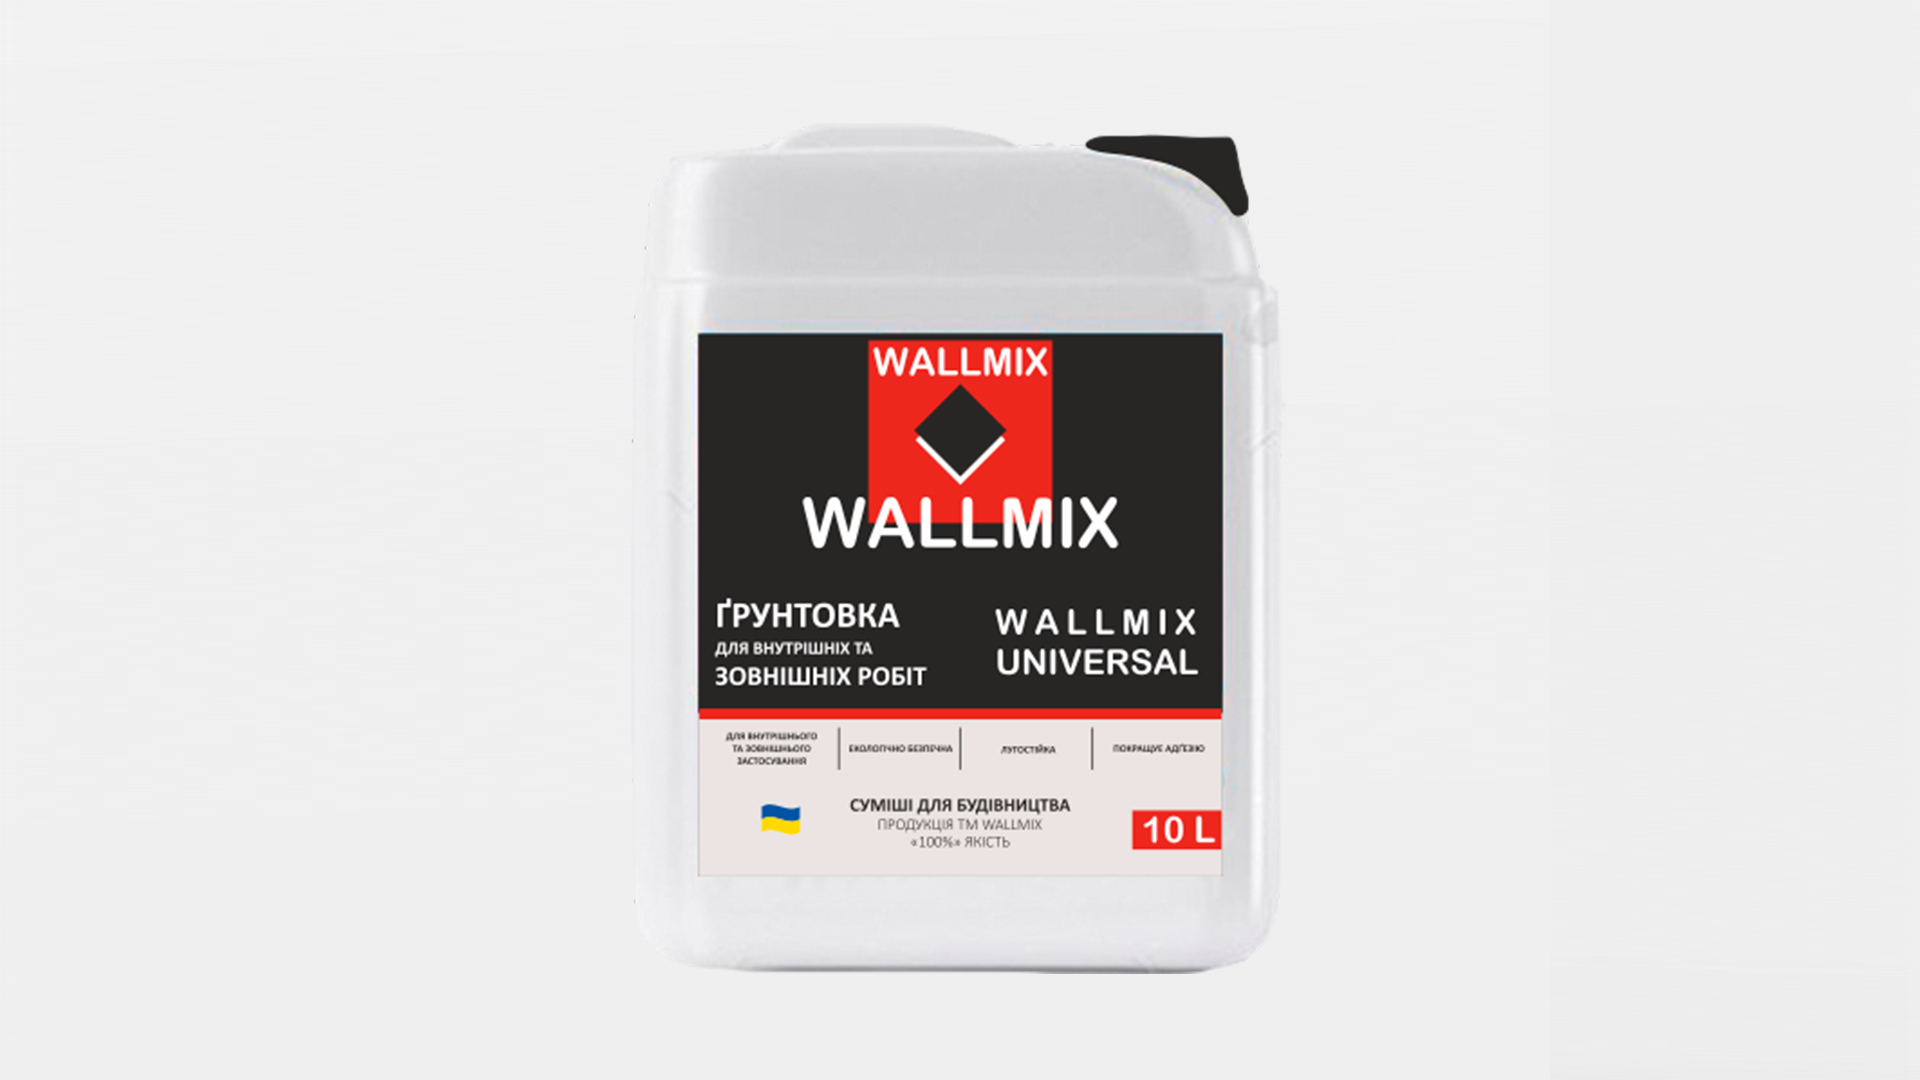 WALLMIX
WALLMIX
ҐРУНТОВКА
ДЛЯ ВНУТРІШНІХ ТА
ЗОВНІШНІХ РОБІТ
WALLMIX
UNIVERSAL
ДЛЯ ВНУТРІШНЬОГО
ТА ЗОВНІШНЬОГО
ЗАСТОСУВАННЯ
ЕКОЛОГІЧНО БЕЗПЕЧНА
ЛУГОСТІЙКА
ПОКРАЩУЄ АДГЕЗІЮ
СУМІШІ ДЛЯ БУДІВНИЦТВА
ПРОДУКЦІЯ ТМ WALLMIX
«100%» ЯКІСТЬ
10 L